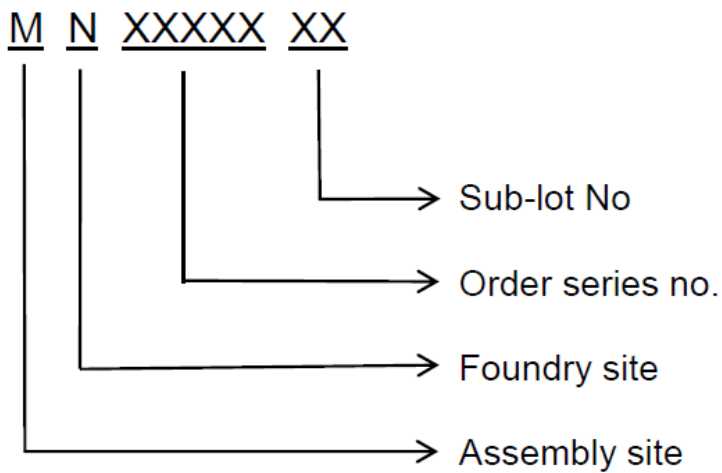 M N XXXXX XX
Sub-lot No
Order series no.
Foundry site
Assembly site